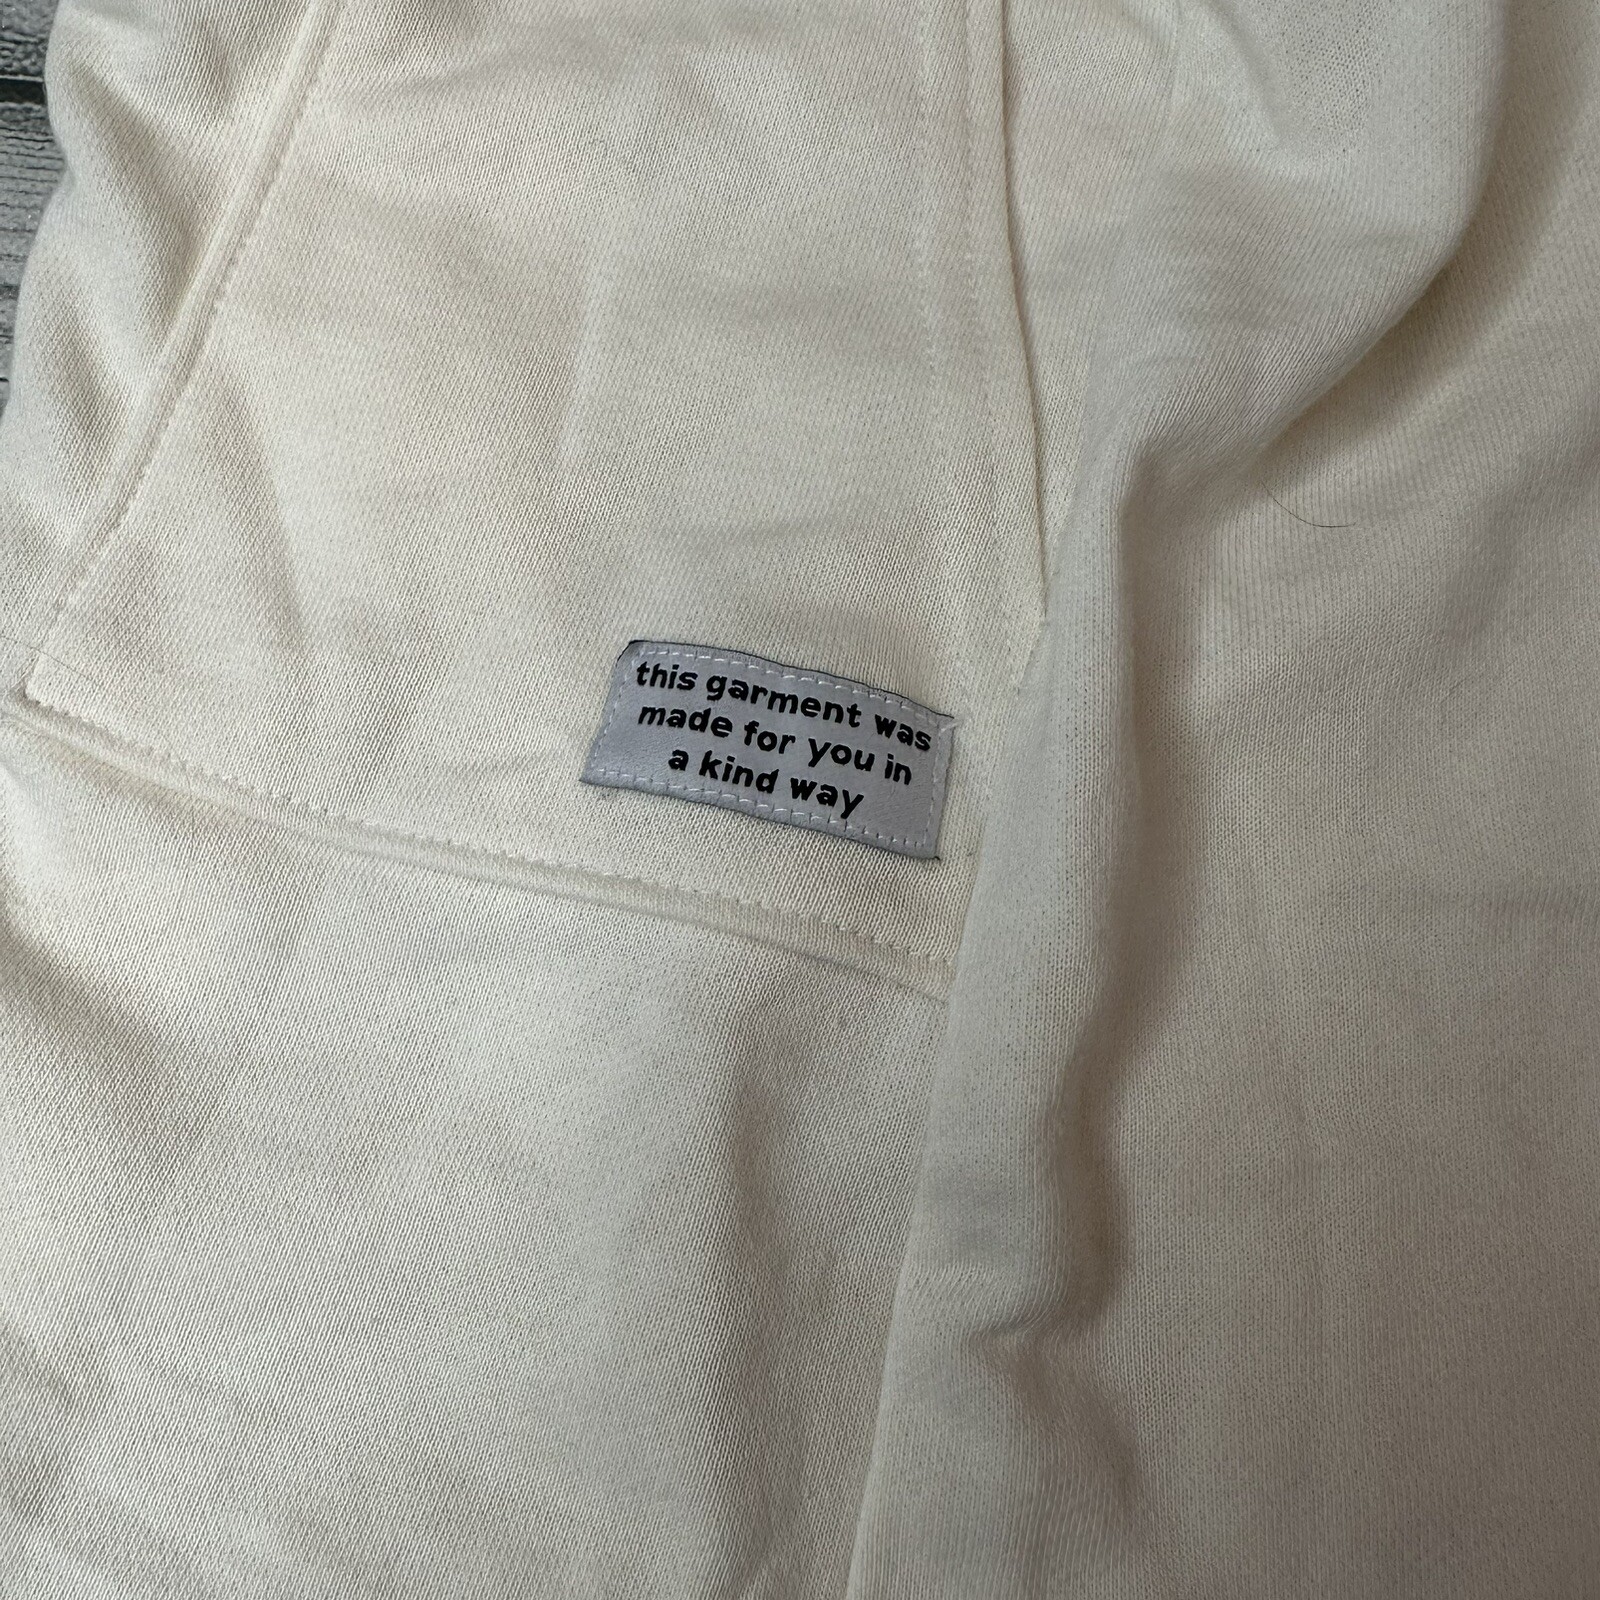 this garment was
made for you in
a kind way